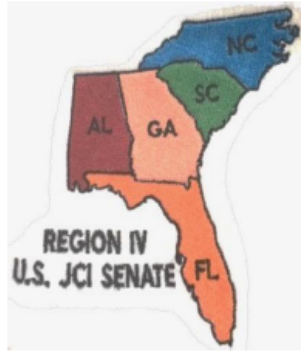 NC
SC
AL GA
REGION IV
U.S. JCI SENATE FL